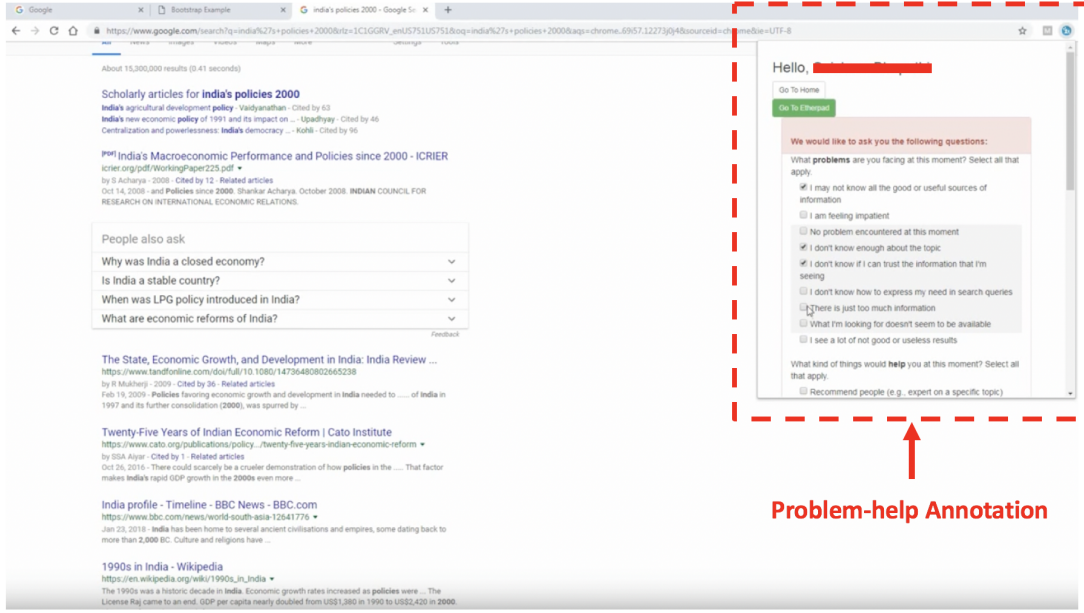 Google
Bootstrap Example
india's policies 2000 - Google Se
https://www.google.com/search?q=india%27s+policies+2000&rlz=1C1GGRV_enUS751US751&oq=india%27s+policies+2000&aqs=chrome..69i57.12273j0j4&sourceid=chrome&ie=UTF-8
All News Images Videos Maps More Settings Tools
About 15,300,000 results (0.41 seconds)
Scholarly articles for india's policies 2000
India's agricultural development policy - Vaidyanathan - Cited by 63
India's new economic policy of 1991 and its impact on ... - Upadhyay - Cited by 46
Centralization and powerlessness: India's democracy ... - Kohli - Cited by 96
[PDF] India's Macroeconomic Performance and Policies since 2000 - ICRIER
icrier.org/pdf/WorkingPaper225.pdf
by S Acharya - 2008 - Cited by 12 - Related articles
Oct 14, 2008 - and Policies since 2000. Shankar Acharya. October 2008. INDIAN COUNCIL FOR
RESEARCH ON INTERNATIONAL ECONOMIC RELATIONS.
People also ask
Why was India a closed economy?
Is India a stable country?
When was LPG policy introduced in India?
What are economic reforms of India?
Feedback
The State, Economic Growth, and Development in India: India Review ...
https://www.tandfonline.com/doi/full/10.1080/14736480802665238
by R Mukherji - 2009 - Cited by 36 - Related articles
Feb 19, 2009 - Policies favoring economic growth and development in India needed to ...... of India in
1997 and its further consolidation (2000), was spurred by ...
Twenty-Five Years of Indian Economic Reform | Cato Institute
https://www.cato.org/publications/policy.../twenty-five-years-indian-economic-reform
by SSA Aiyar - Cited by 1 - Related articles
Oct 26, 2016 - There could scarcely be a crueler demonstration of how policies in the ..... That factor
makes India's rapid GDP growth in the 2000s even more ...
India profile - Timeline - BBC News - BBC.com
https://www.bbc.com/news/world-south-asia-12641776
Jan 23, 2018 - India has been home to several ancient civilisations and empires, some dating back to
more than 2,000 BC. Culture and religions have ...
1990s in India - Wikipedia
https://en.wikipedia.org/wiki/1990s_in_India
The 1990s was a historic decade in India. Economic growth rates increased as policies were ... The
License Raj came to an end. GDP per capita nearly doubled from US$1,380 in 1990 to US$2,420 in 2000.
Hello,
Go To Home
Go To Etherpad
We would like to ask you the following questions:
What problems are you facing at this moment? Select all that
apply.
I may not know all the good or useful sources of
information
I am feeling impatient
No problem encountered at this moment
I don't know enough about the topic
I don't know if I can trust the information that I'm
seeing
I don't know how to express my need in search queries
There is just too much information
What I'm looking for doesn't seem to be available
I see a lot of not good or useless results
What kind of things would help you at this moment? Select all
that apply.
Recommend people (e.g., expert on a specific topic)
Problem-help Annotation